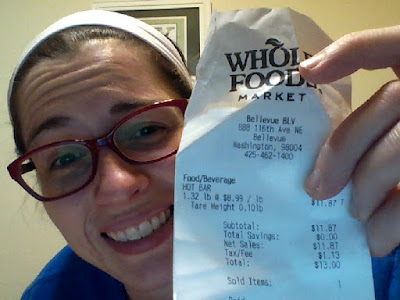 WHOLE
FOODS
MARKET
Bellevue BLV
888 116th Ave NE
Bellevue
Washington, 98004
425-462-1400
Food/Beverage
HOT BAR
1.32 lb @ $8.99 / lb $11.87 T
Tare Weight 0.10lb
Subtotal: $11.87
Total Savings: $0.00
Net Sales: $11.87
Tax/Fee $1.13
Total: $13.00
Sold Items: 1